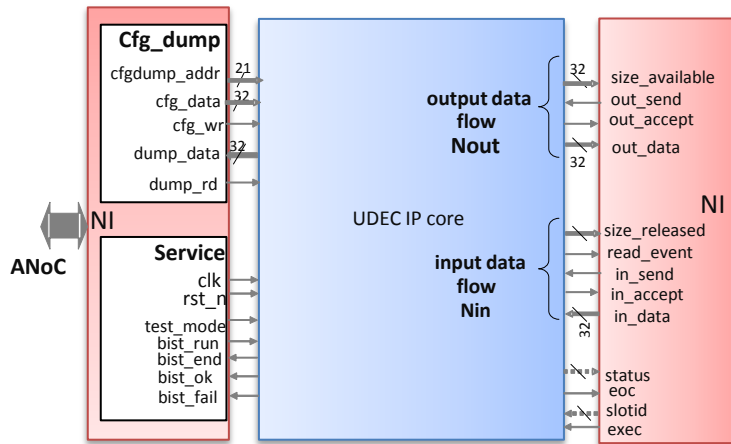 Cfg_dump
cfgdump_addr
21
cfg_data
32
cfg_wr
dump_data
32
dump_rd
NI
ANoC
Service
clk
rst_n
test_mode
bist_run
bist_end
bist_ok
bist_fail
UDEC IP core
output data
flow
Nout
32
32
input data
flow
Nin
32
size_available
out_send
out_accept
out_data
NI
size_released
read_event
in_send
in_accept
in_data
status
eoc
slotid
exec